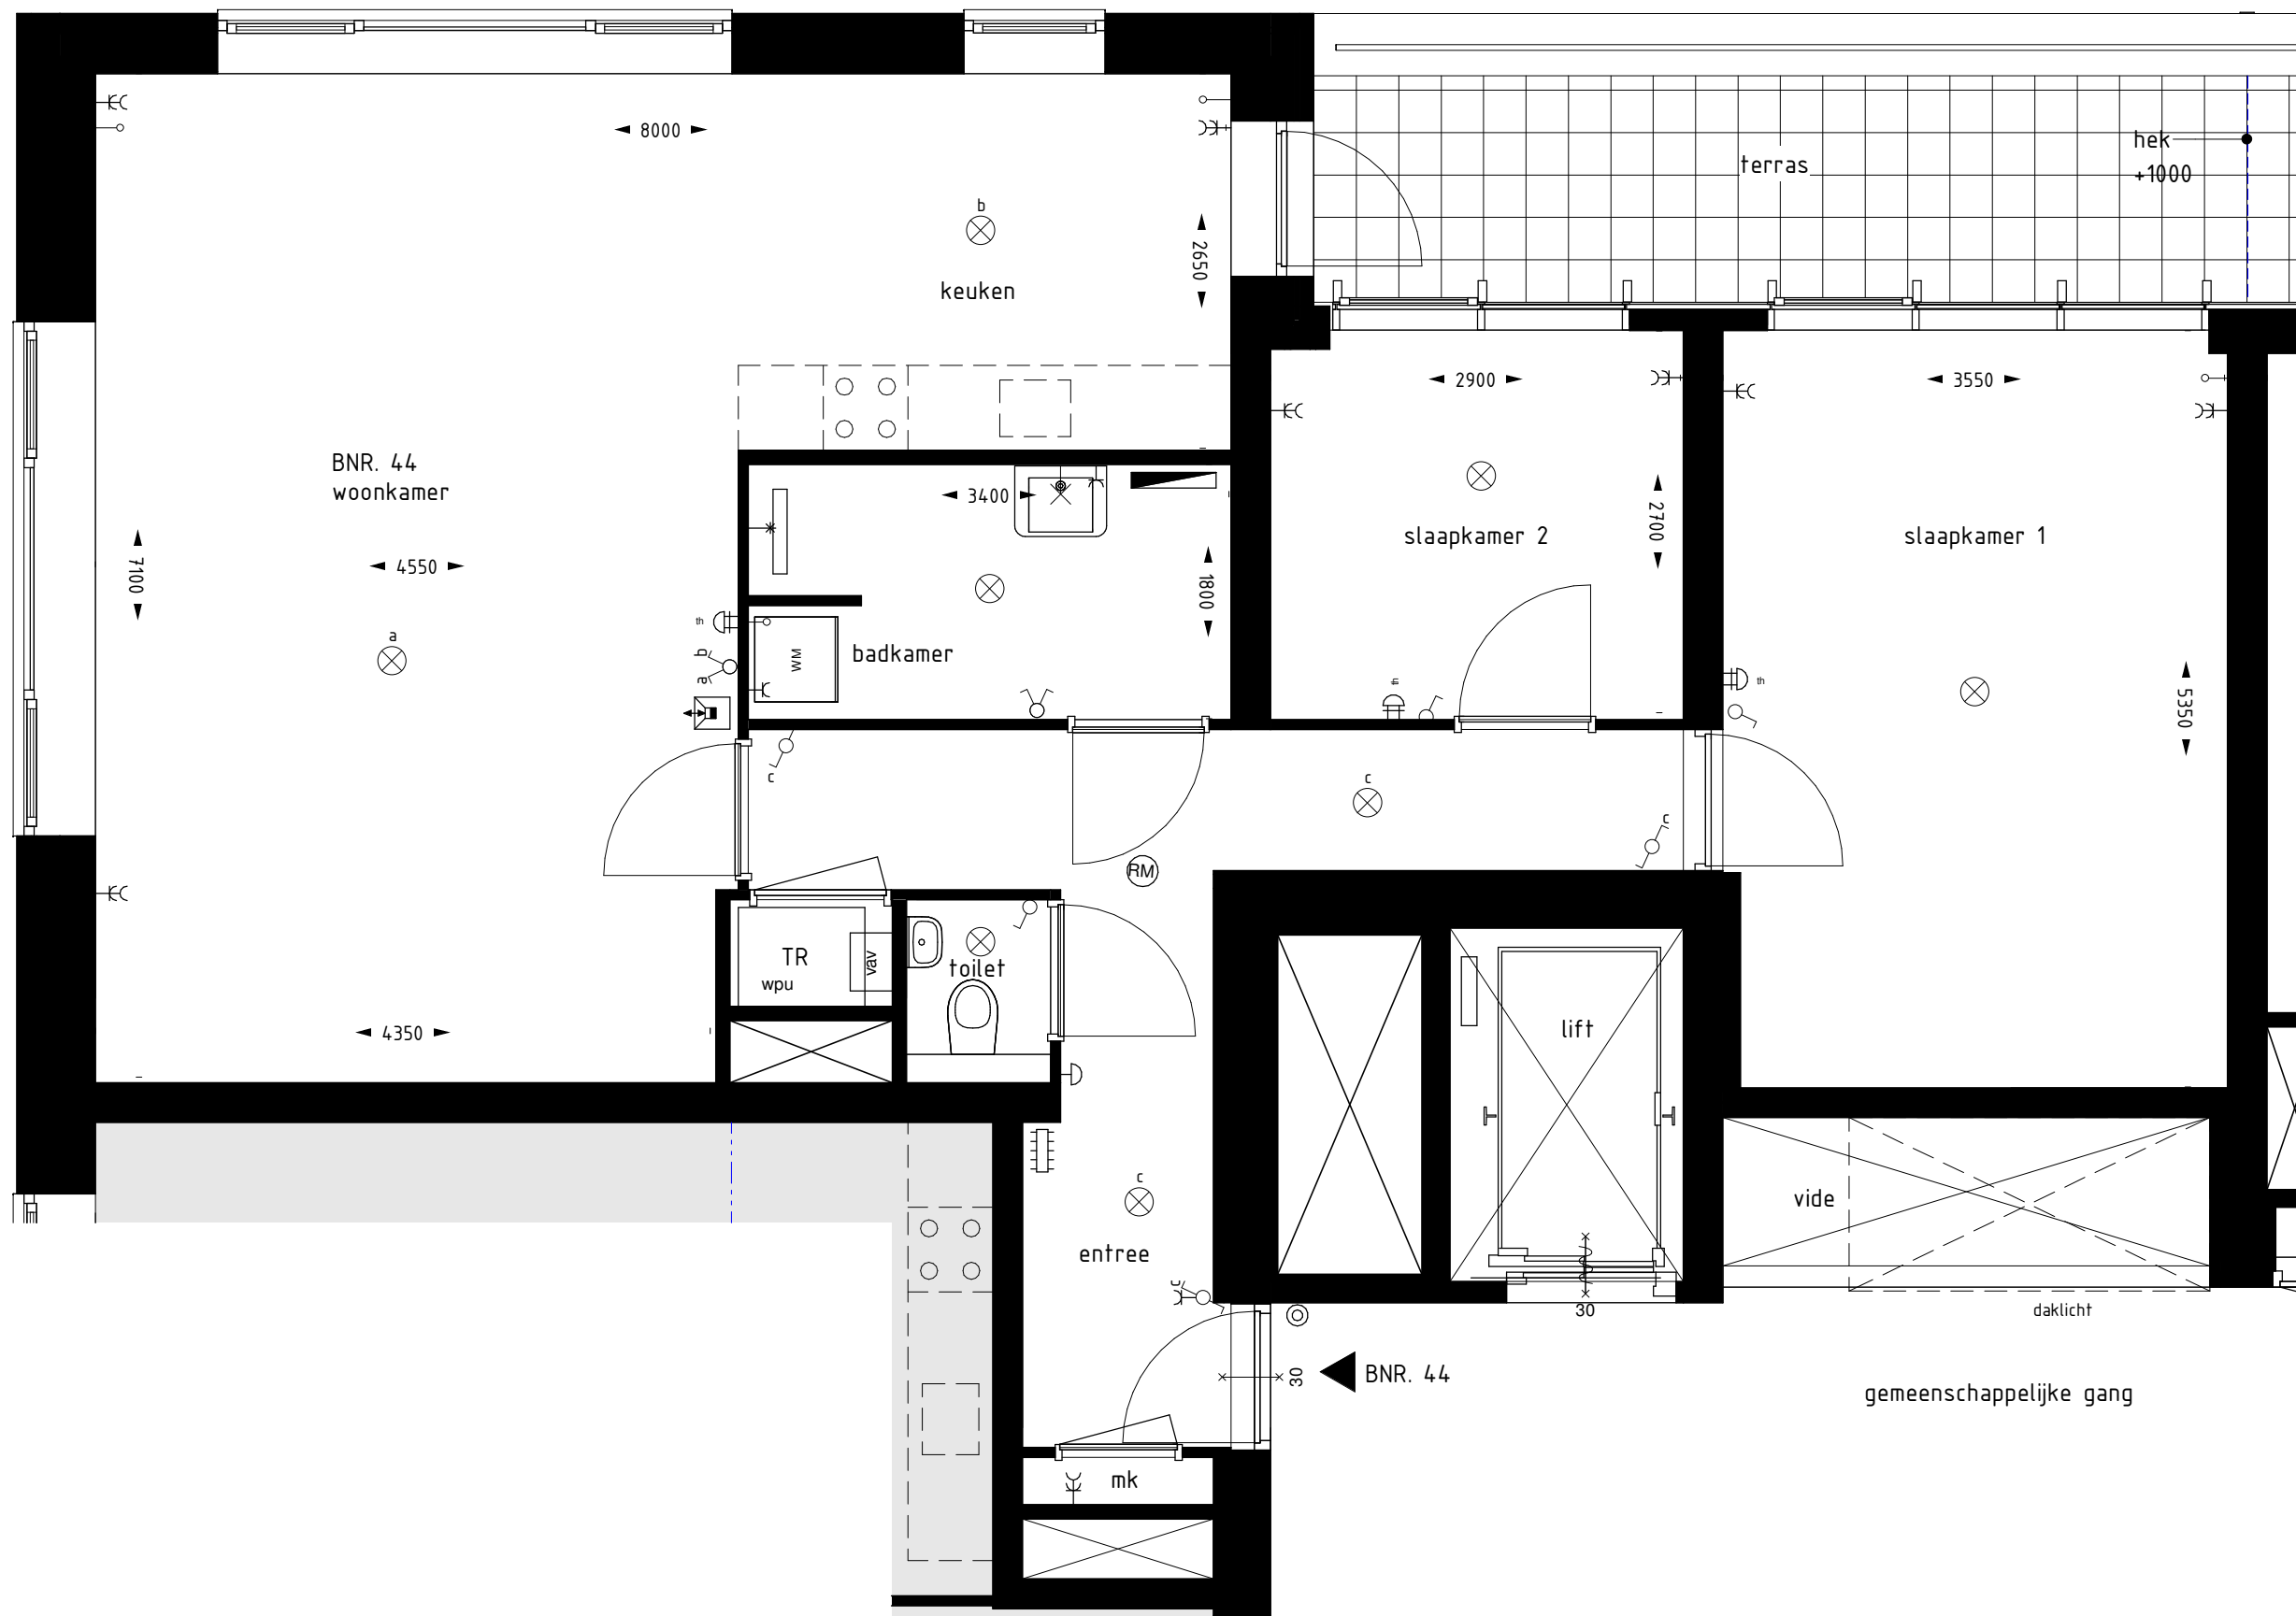 8000
terras
hek
+1000
b
2650
keuken
2900
3550
BNR. 44
woonkamer
3400
2700
slaapkamer 2
slaapkamer 1
7100
4550
1800
th
a
b
a
WM
badkamer
th
th
5350
c
c
c
RM
TR
wpu
vav
toilet
4350
lift
c
vide
entree
c
30
daklicht
30
BNR. 44
gemeenschappelijke gang
mk